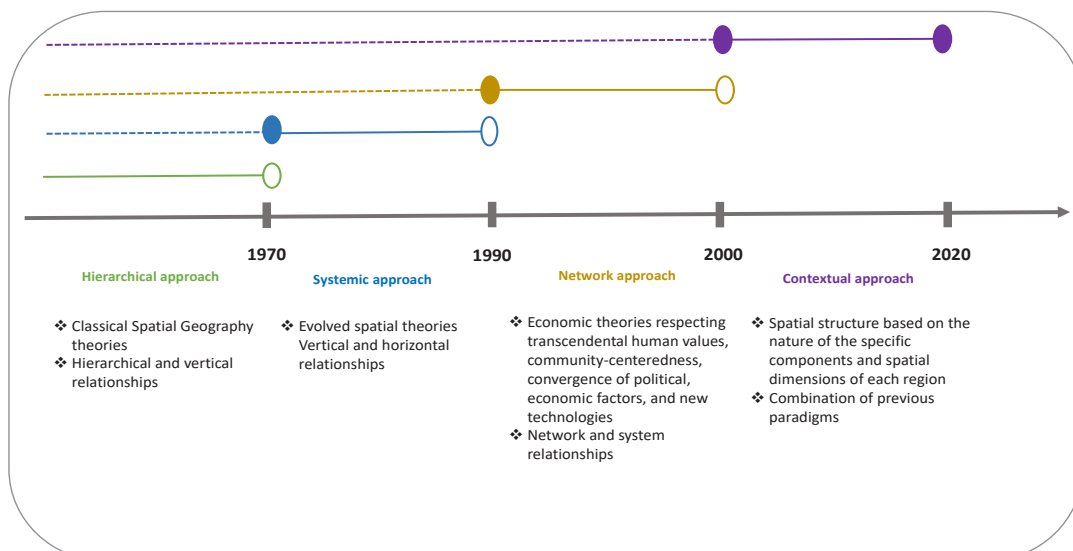 1970
1990
2000
2020
Hierarchical approach
❖ Classical Spatial Geography
theories
❖ Hierarchical and vertical
relationships
Systemic approach
❖ Evolved spatial theories
Vertical and horizontal
relationships
Network approach
❖ Economic theories respecting
transcendental human values,
community-centeredness,
convergence of political,
economic factors, and new
technologies
❖ Network and system
relationships
Contextual approach
❖ Spatial structure based on the
nature of the specific
components and spatial
dimensions of each region
❖ Combination of previous
paradigms